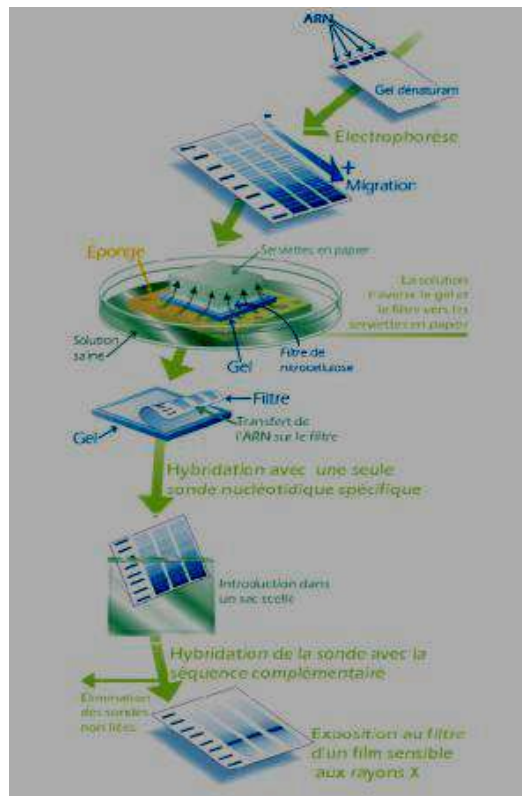 ARN
Gel dénaturant
Électrophorèse
-
+
Migration
Éponge
Serviettes en papier
La solution
traverse le gel et
le filtre vers les
serviettes en papier
Solution
saline
Gel
Filtre de
nitrocellulose
Filtre
Gel
Transfert de
l'ARN sur le filtre
Hybridation avec une seule
sonde nucléotidique spécifique
Introduction dans
un sac scellé
Hybridation de la sonde avec la
séquence complémentaire
Élimination
des sondes
non liées
Exposition au filtre
d'un film sensible
aux rayons X